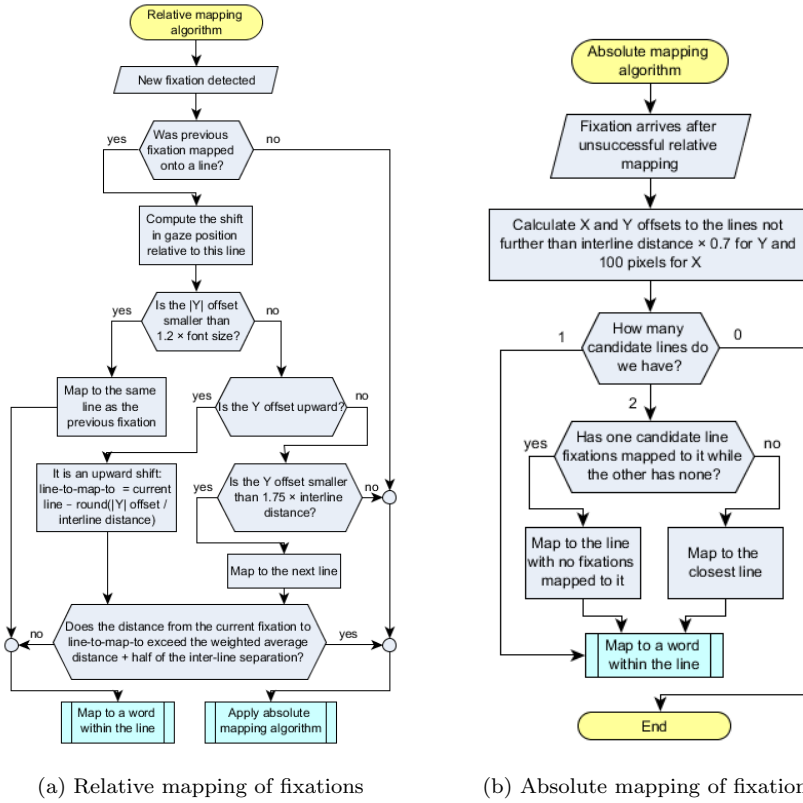 Relative mapping
algorithm
New fixation detected
Was previous
fixation mapped
onto a line?
yes
no
Compute the shift
in gaze position
relative to this line
Is the |Y| offset
smaller than
1.2 × font size?
yes
no
Map to the same
line as the
previous fixation
Is the Y offset upward?
yes
no
It is an upward shift:
line-to-map-to = current
line – round(|Y| offset /
interline distance)
Is the Y offset smaller
than 1.75 × interline
distance?
yes
no
Map to the next line
Does the distance from the current fixation to
line-to-map-to exceed the weighted average
distance + half of the inter-line separation?
no
yes
Map to a word
within the line
Apply absolute
mapping algorithm
(a) Relative mapping of fixations
Absolute mapping
algorithm
Fixation arrives after
unsuccessful relative
mapping
Calculate X and Y offsets to the lines not
further than interline distance × 0.7 for Y and
100 pixels for X
How many
candidate lines do
we have?
1
0
2
Has one candidate line
fixations mapped to it while
the other has none?
yes
no
Map to the line
with no fixations
mapped to it
Map to the
closest line
Map to a word
within the line
End
(b) Absolute mapping of fixation